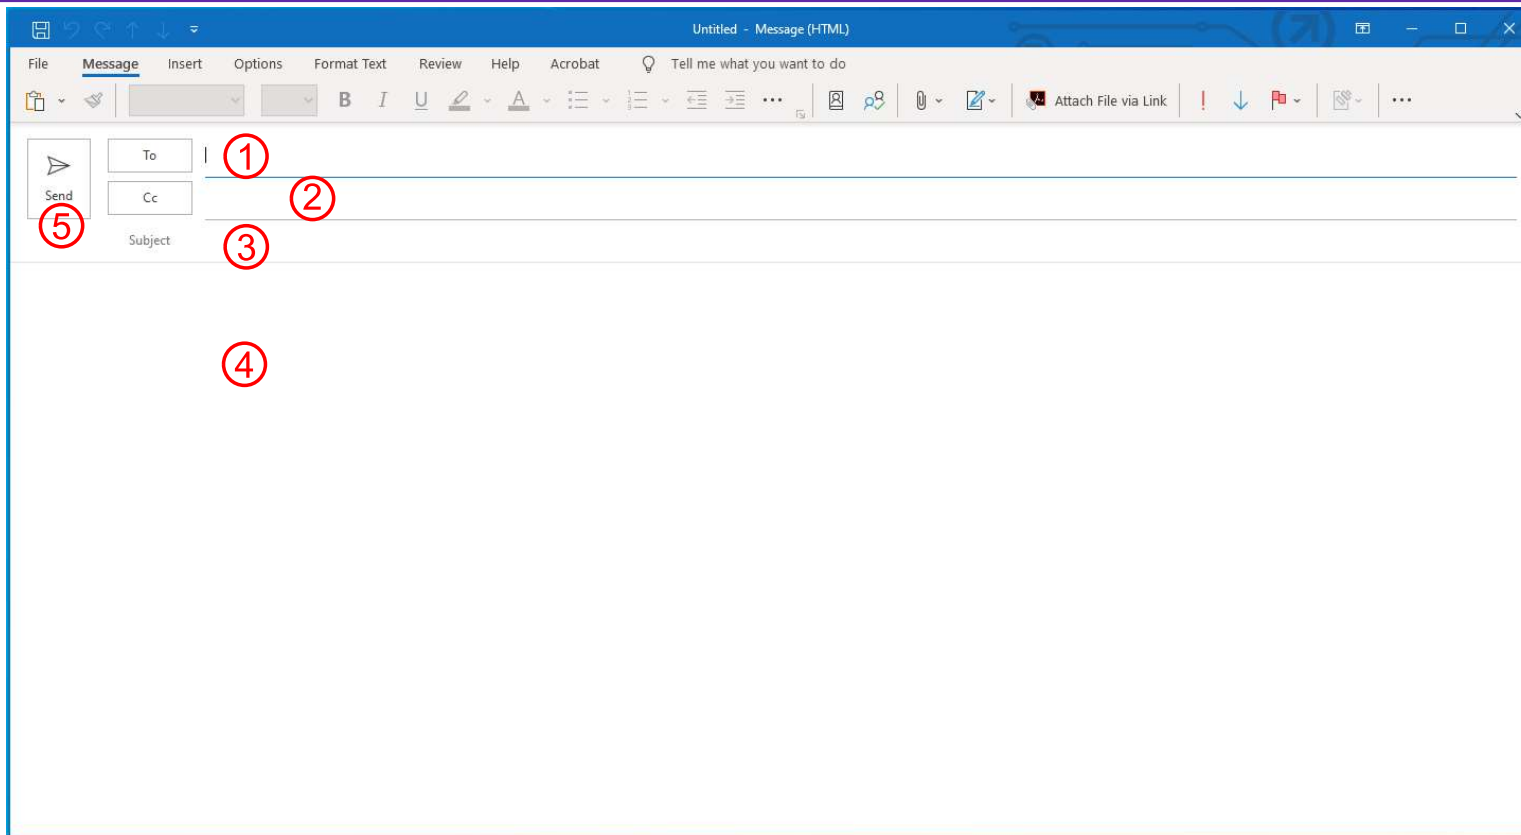 Untitled - Message (HTML)
File Message Insert Options Format Text Review Help Acrobat Tell me what you want to do
B I U A Attach File via Link
To 1
Send Cc 2
5 Subject 3
4